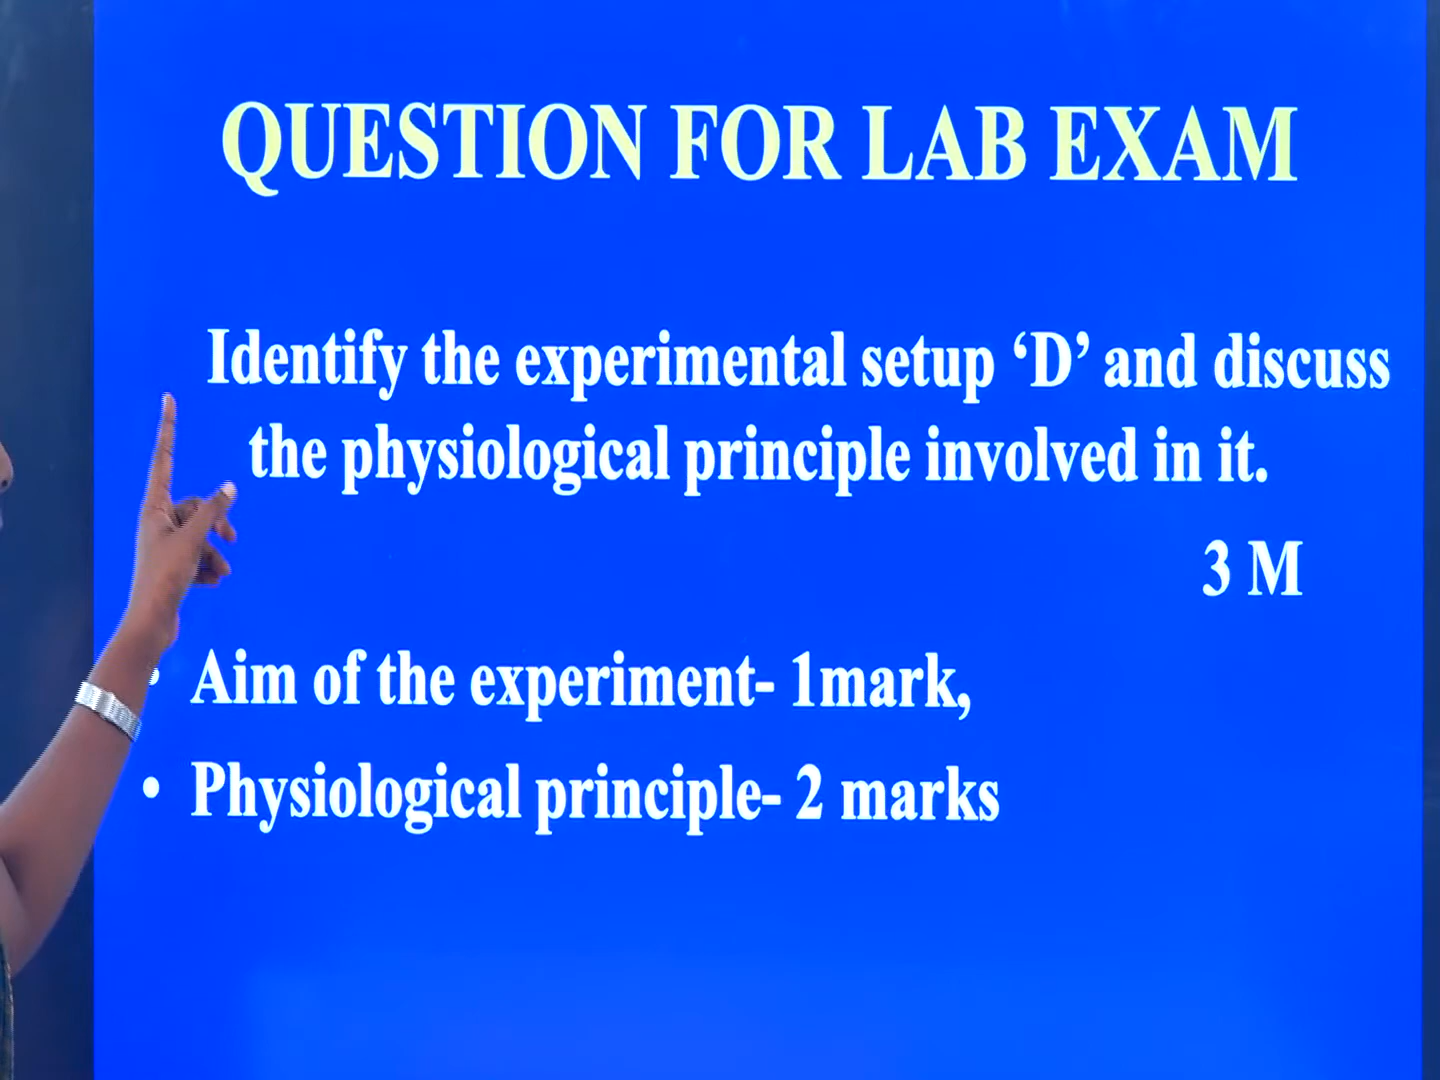 QUESTION FOR LAB EXAM
Identify the experimental setup ‘D’ and discuss
the physiological principle involved in it.
3 M
• Aim of the experiment- 1mark,
• Physiological principle- 2 marks